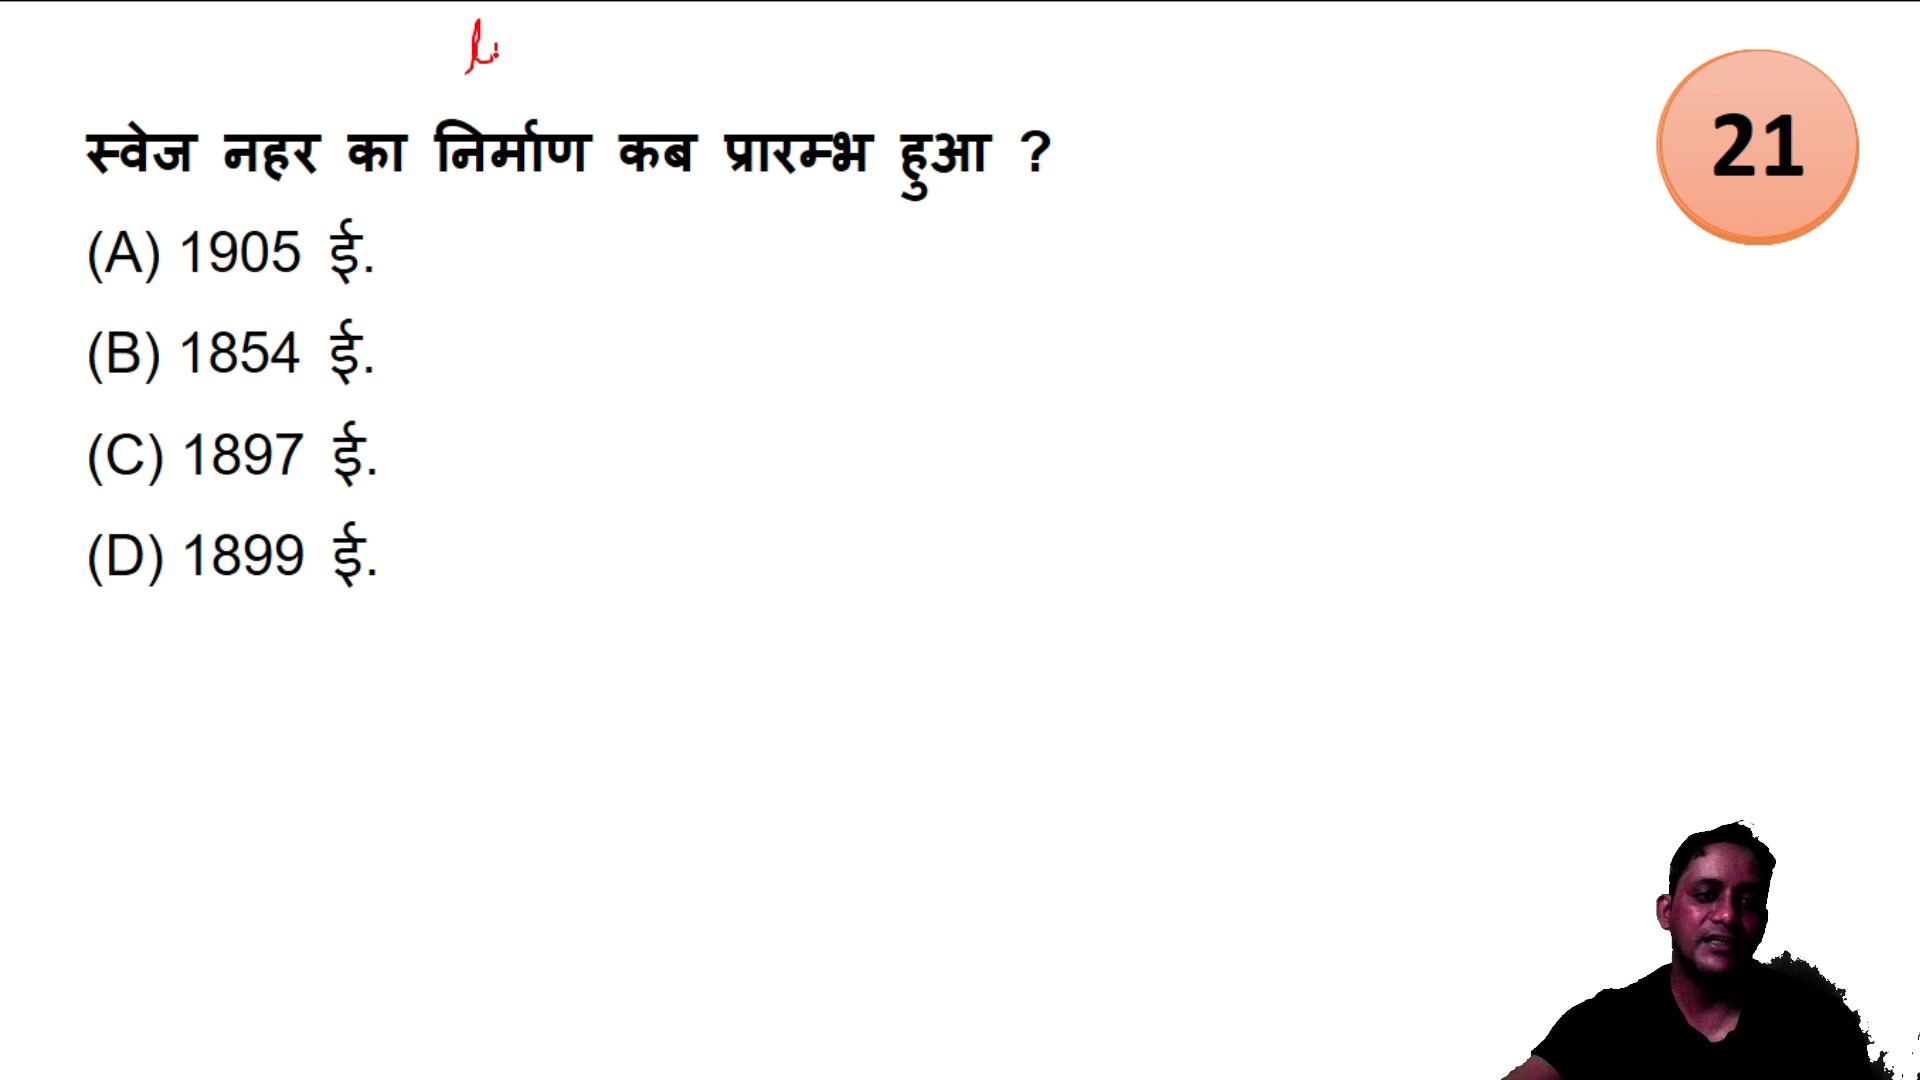 स्वेज नहर का निर्माण कब प्रारम्भ हुआ ?
21
(A) 1905 ई.
(B) 1854 ई.
(C) 1897 ई.
(D) 1899 ई.